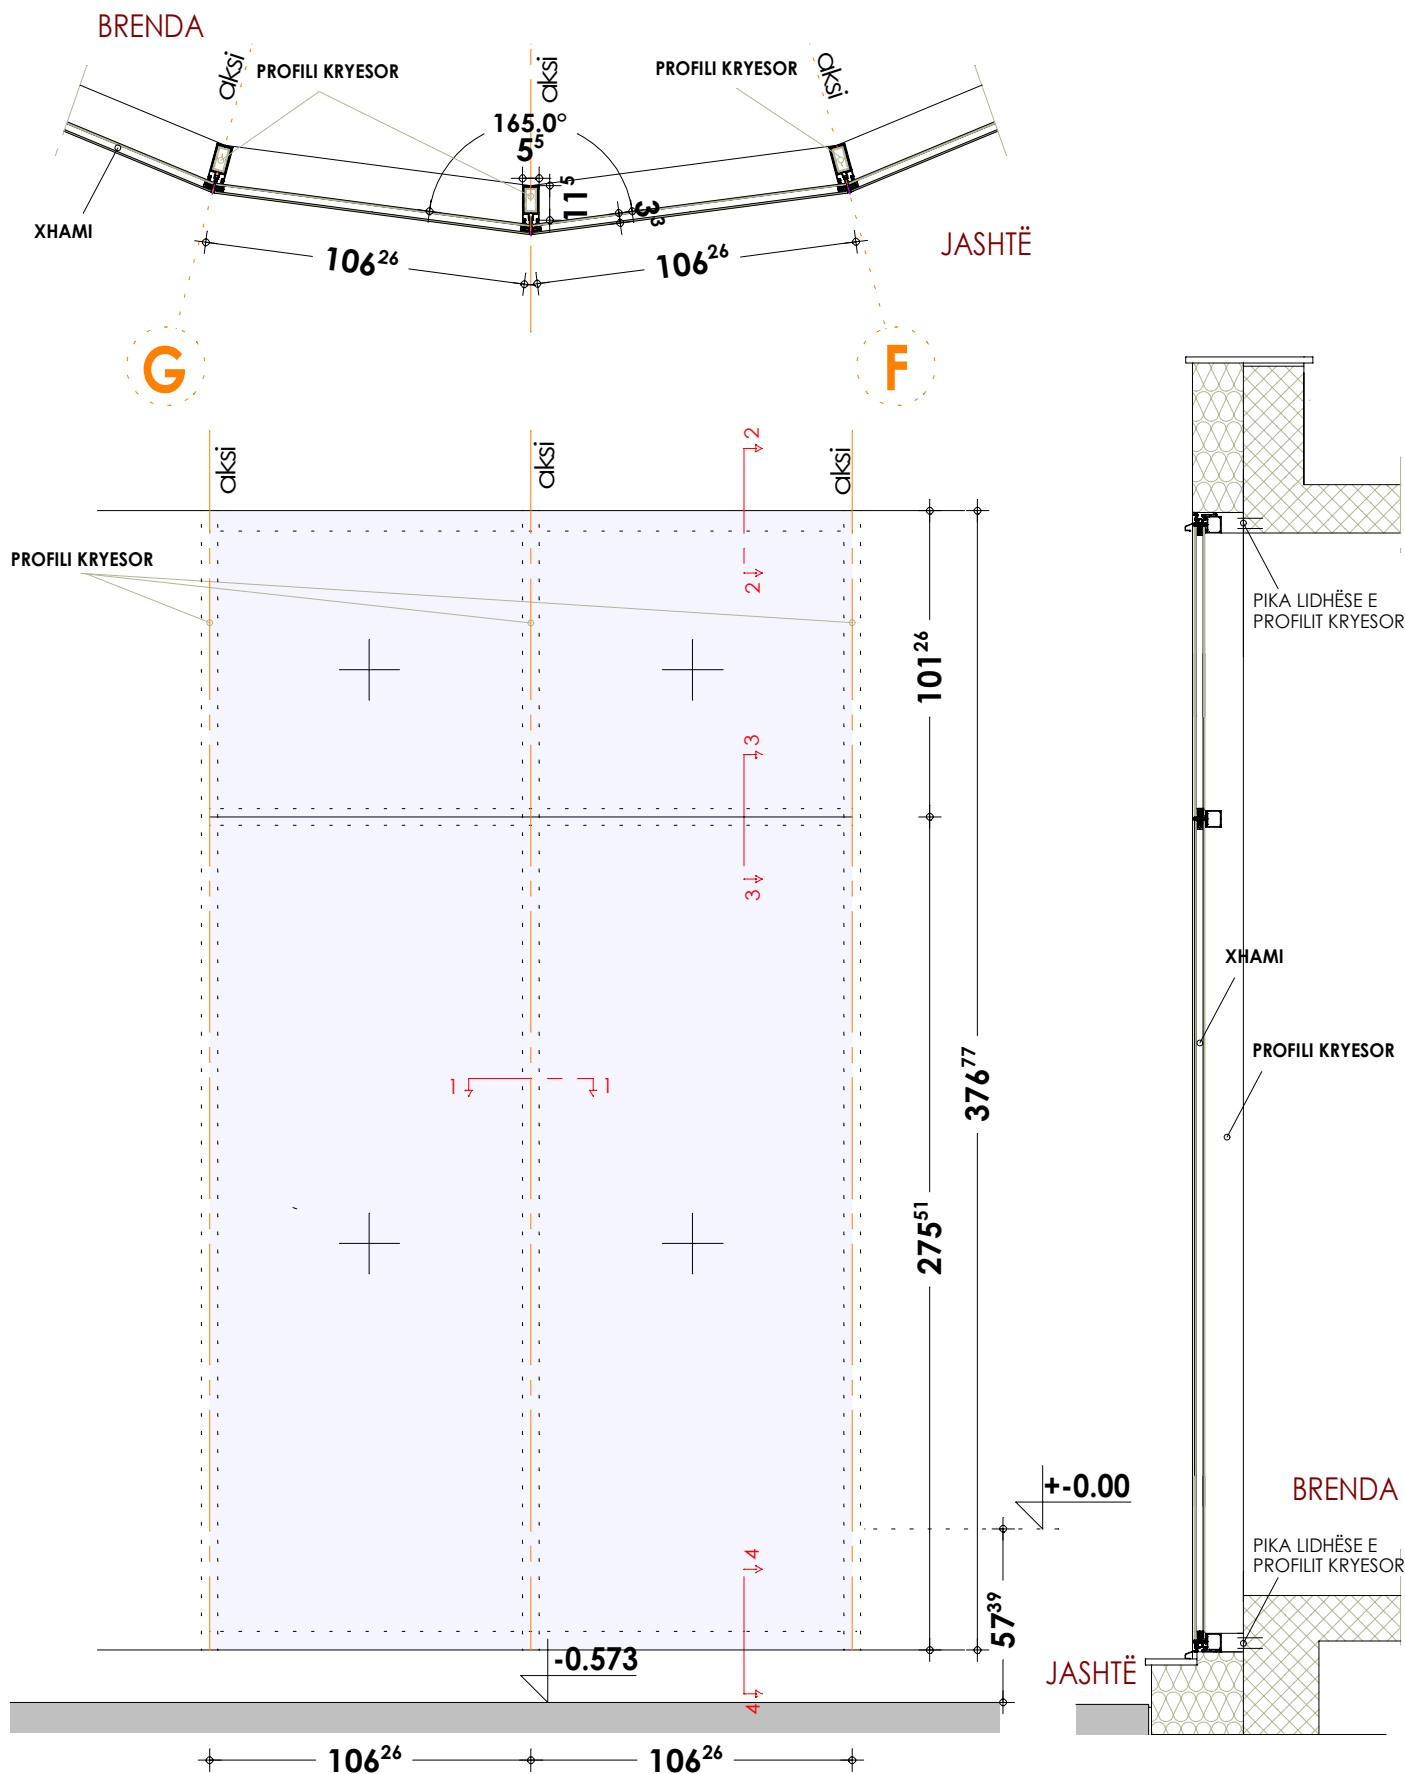 BRENDA
aksi
PROFILI KRYESOR
aksi
PROFILI KRYESOR
aksi
165.0°
5⁵
11⁵
3³
XHAMI
JASHTË
106²⁶
106²⁶
G
F
aksi
aksi
aksi
2
2
PROFILI KRYESOR
101²⁶
PIKA LIDHËSE E
PROFILIT KRYESOR
3
3
XHAMI
PROFILI KRYESOR
1
1
376⁷⁷
275⁵¹
+-0.00
BRENDA
PIKA LIDHËSE E
PROFILIT KRYESOR
4
57³⁹
-0.573
JASHTË
4
106²⁶
106²⁶